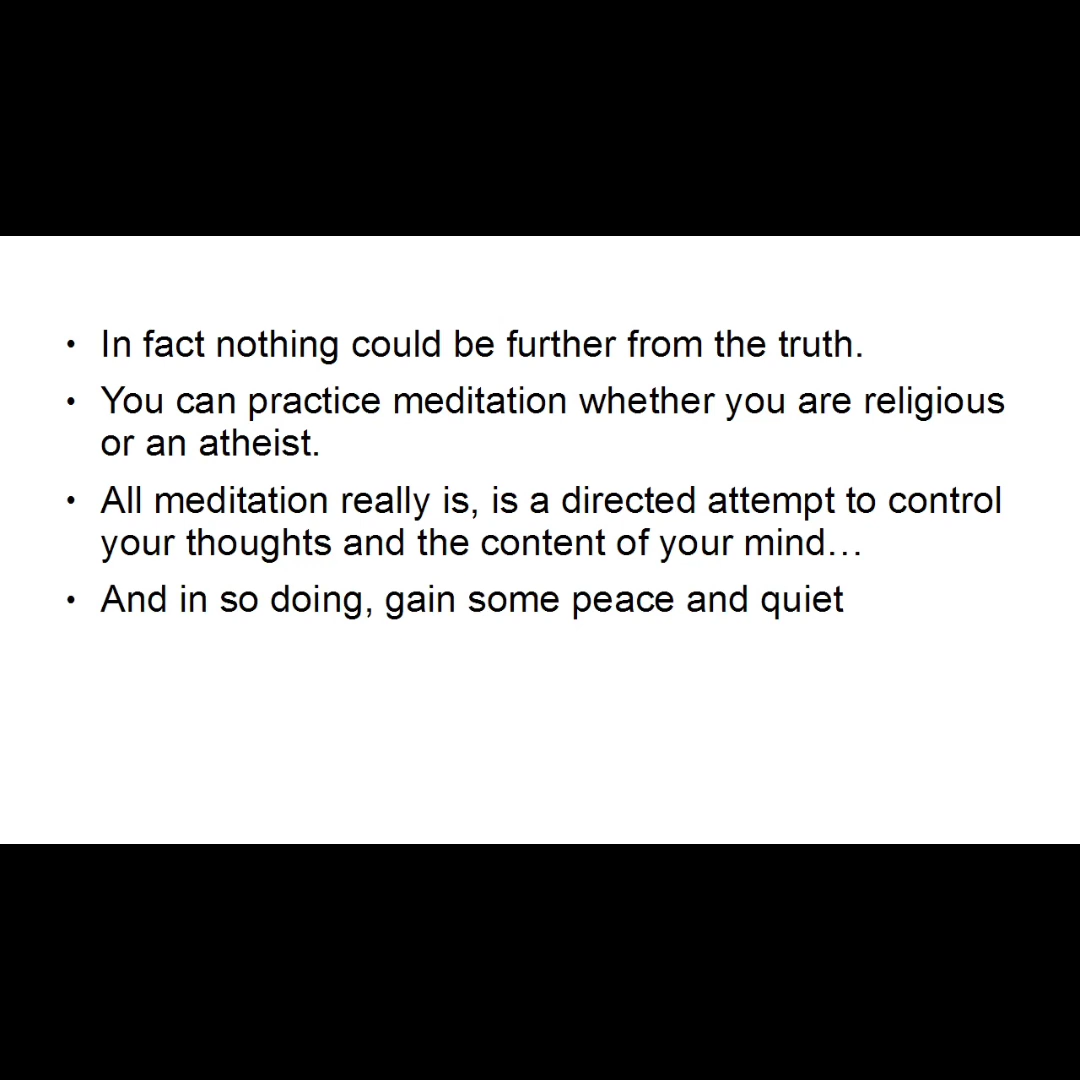 • In fact nothing could be further from the truth.
• You can practice meditation whether you are religious
or an atheist.
• All meditation really is, is a directed attempt to control
your thoughts and the content of your mind…
• And in so doing, gain some peace and quiet